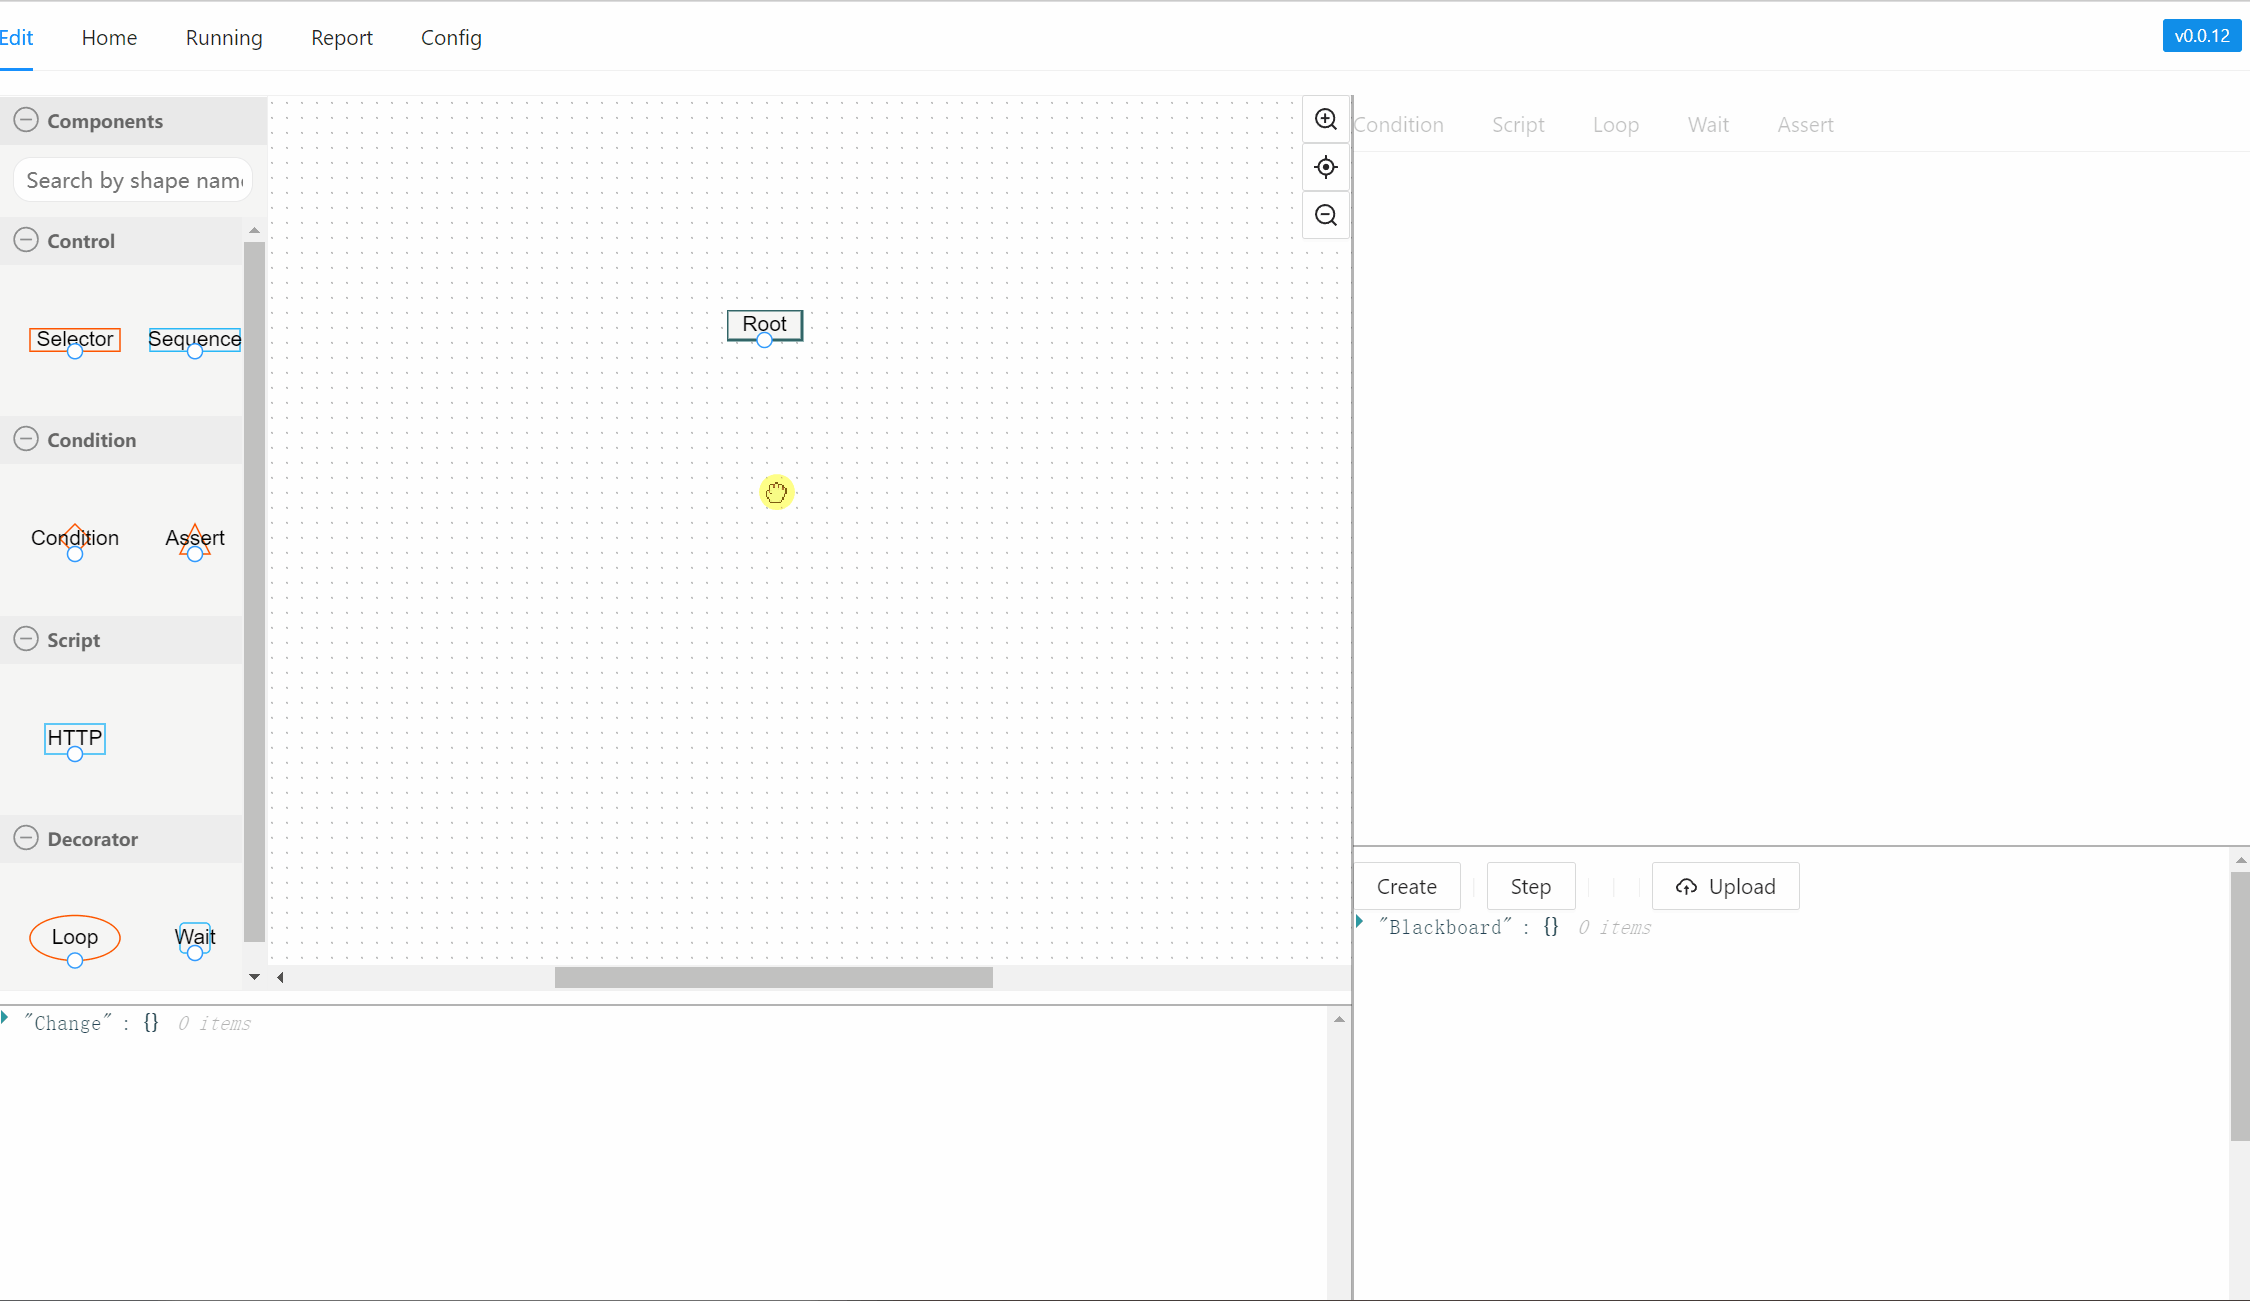 Edit Home Running Report Config v0.0.12
Components
Search by shape nam
Control
Selector Sequence
Condition
Condition Assert
Script
HTTP
Decorator
Loop Wait
Root
Condition Script Loop Wait Assert
Create Step Upload
"Blackboard" : {} 0 items
"Change" : {} 0 items